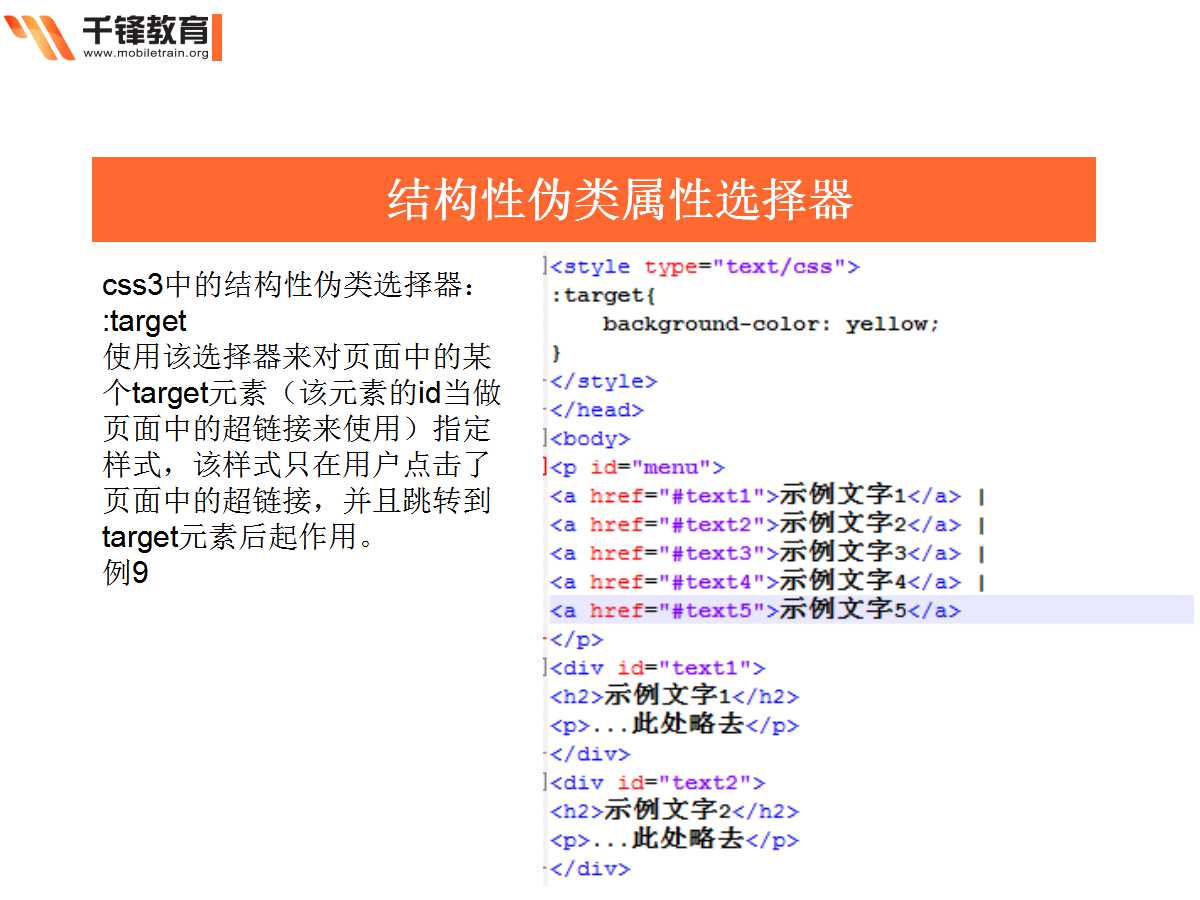 千锋教育
www.mobiletrain.org
结构性伪类属性选择器
css3中的结构性伪类选择器：
:target
使用该选择器来对页面中的某
个target元素（该元素的id当做
页面中的超链接来使用）指定
样式，该样式只在用户点击了
页面中的超链接，并且跳转到
target元素后起作用。
例9
<style type="text/css">
:target{
    background-color: yellow;
}
</style>
</head>
<body>
<p id="menu">
<a href="#text1">示例文字1</a> |
<a href="#text2">示例文字2</a> |
<a href="#text3">示例文字3</a> |
<a href="#text4">示例文字4</a> |
<a href="#text5">示例文字5</a>
</p>
<div id="text1">
<h2>示例文字1</h2>
<p>...此处略去</p>
</div>
<div id="text2">
<h2>示例文字2</h2>
<p>...此处略去</p>
</div>